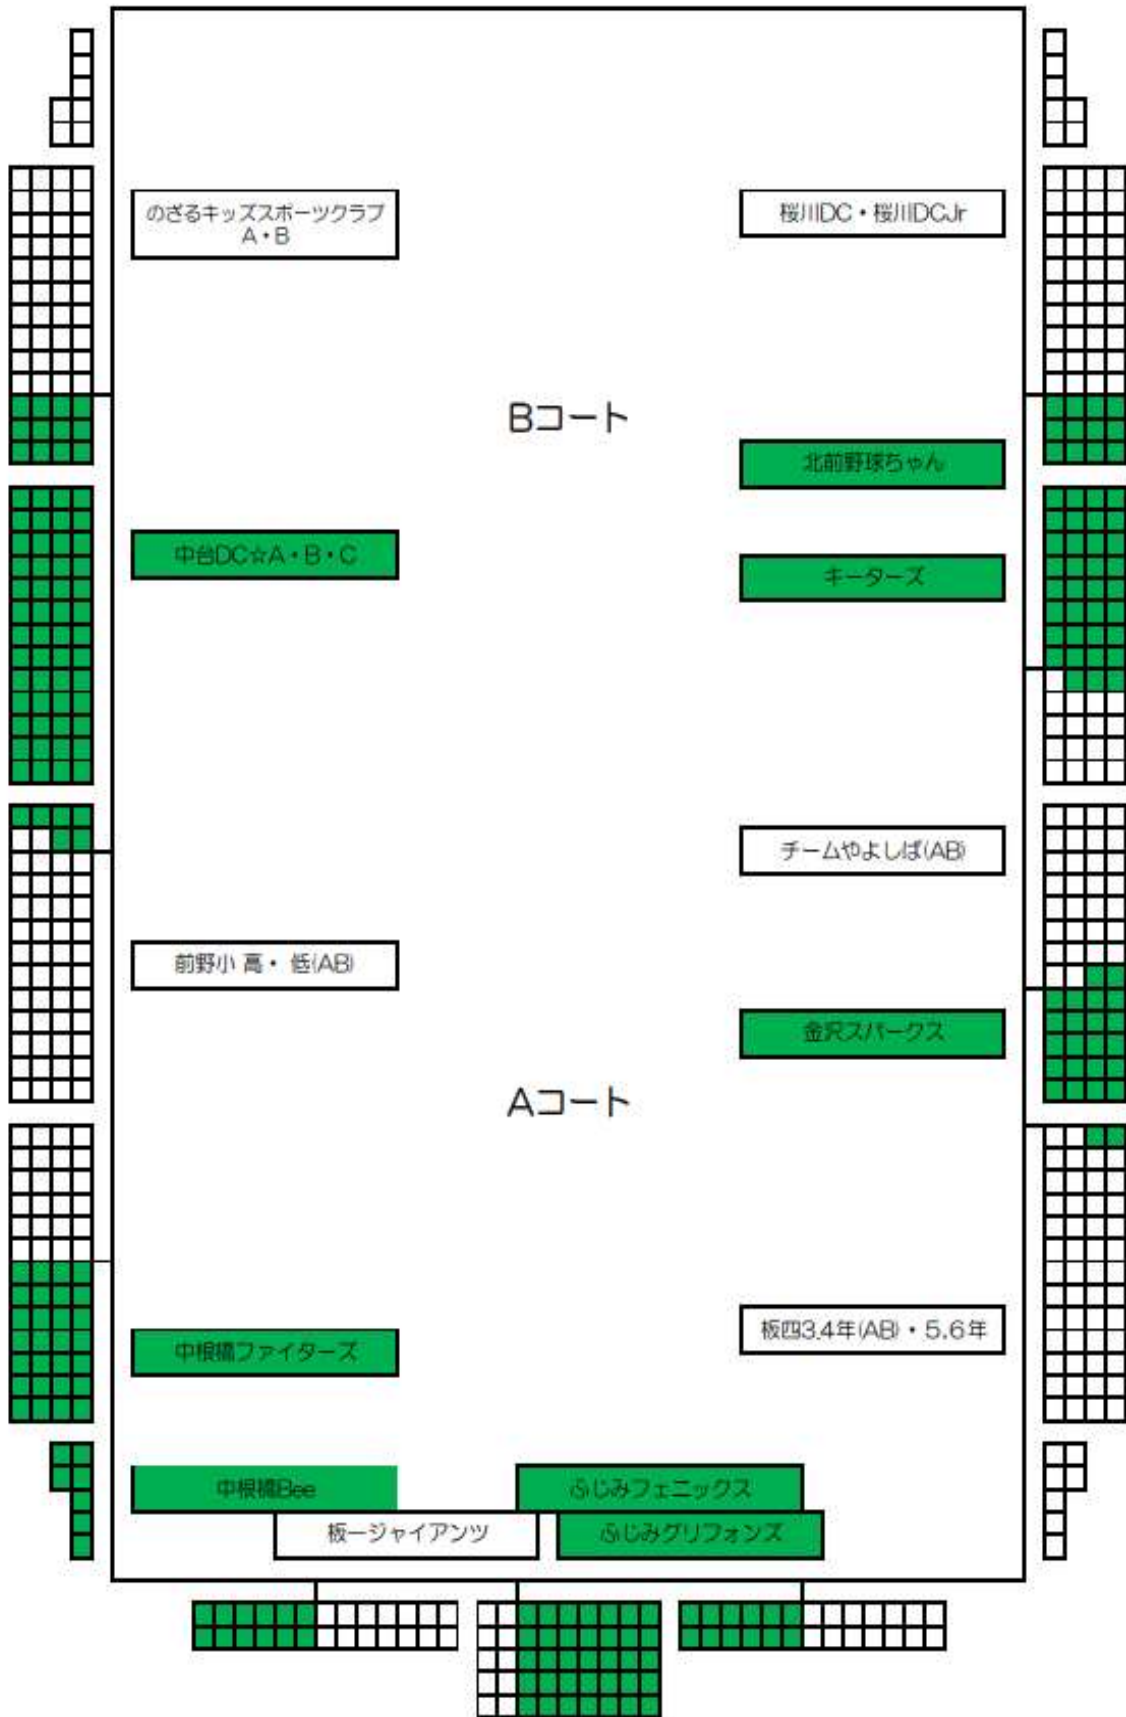 のざるキッズスポーツクラブ
A・B
桜川DC・桜川DCJr
Bコート
北前野球ちゃん
中台DC☆A・B・C
キーターズ
チームやよしば(AB)
前野小 高・ 低(AB)
金沢スパークス
Aコート
板四3.4年(AB)・5.6年
中根橋ファイターズ
中根橋Bee
ふじみフェニックス
板一ジャイアンツ
ふじみグリフォンズ